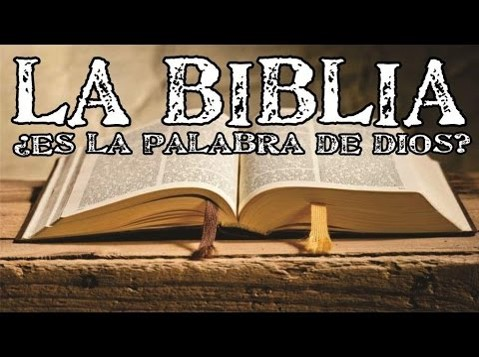 LA BIBLIA
¿ES LA PALABRA DE DIOS?